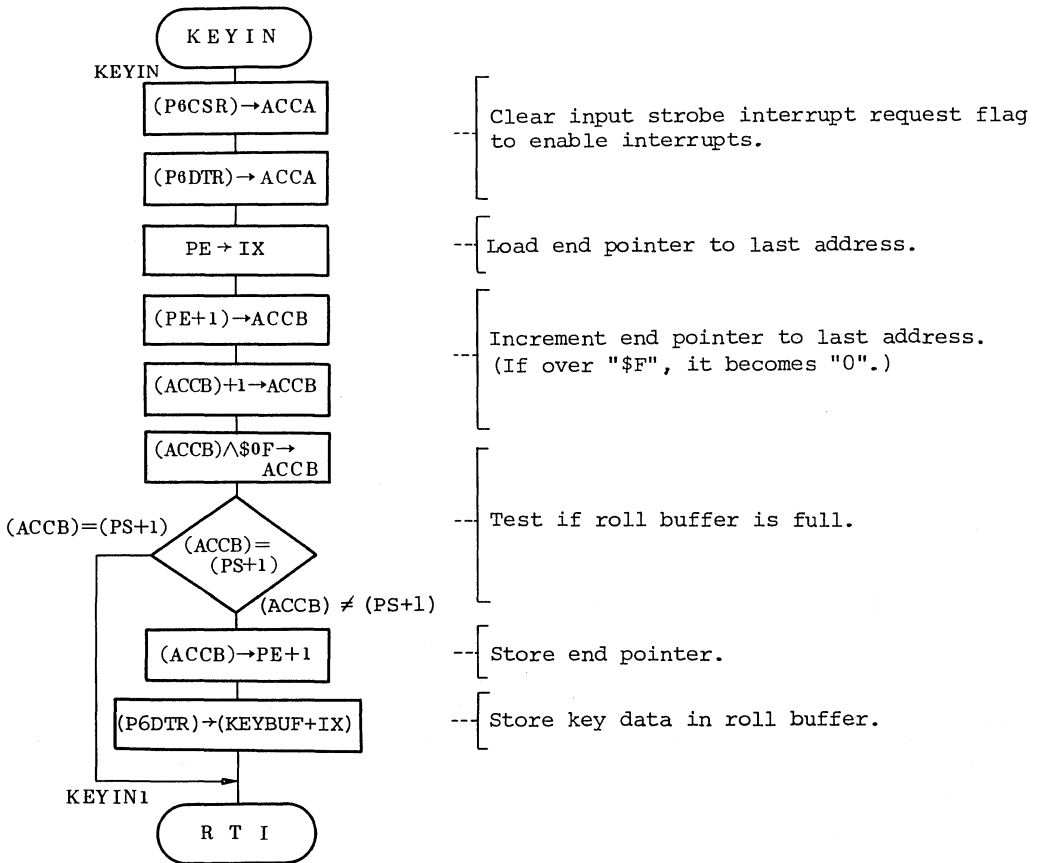 KEYIN
KEYIN
(P6CSR)→ACCA
Clear input strobe interrupt request flag
to enable interrupts.
(P6DTR)→ACCA
PE→IX
Load end pointer to last address.
(PE+1)→ACCB
Increment end pointer to last address.
(If over "$F", it becomes "0".)
(ACCB)+1→ACCB
(ACCB)∧$0F→
ACCB
(ACCB)=(PS+1)
(ACCB)=
(PS+1)
Test if roll buffer is full.
(ACCB) ≠ (PS+1)
(ACCB)→PE+1
Store end pointer.
(P6DTR)→(KEYBUF+IX)
Store key data in roll buffer.
KEYIN1
RTI